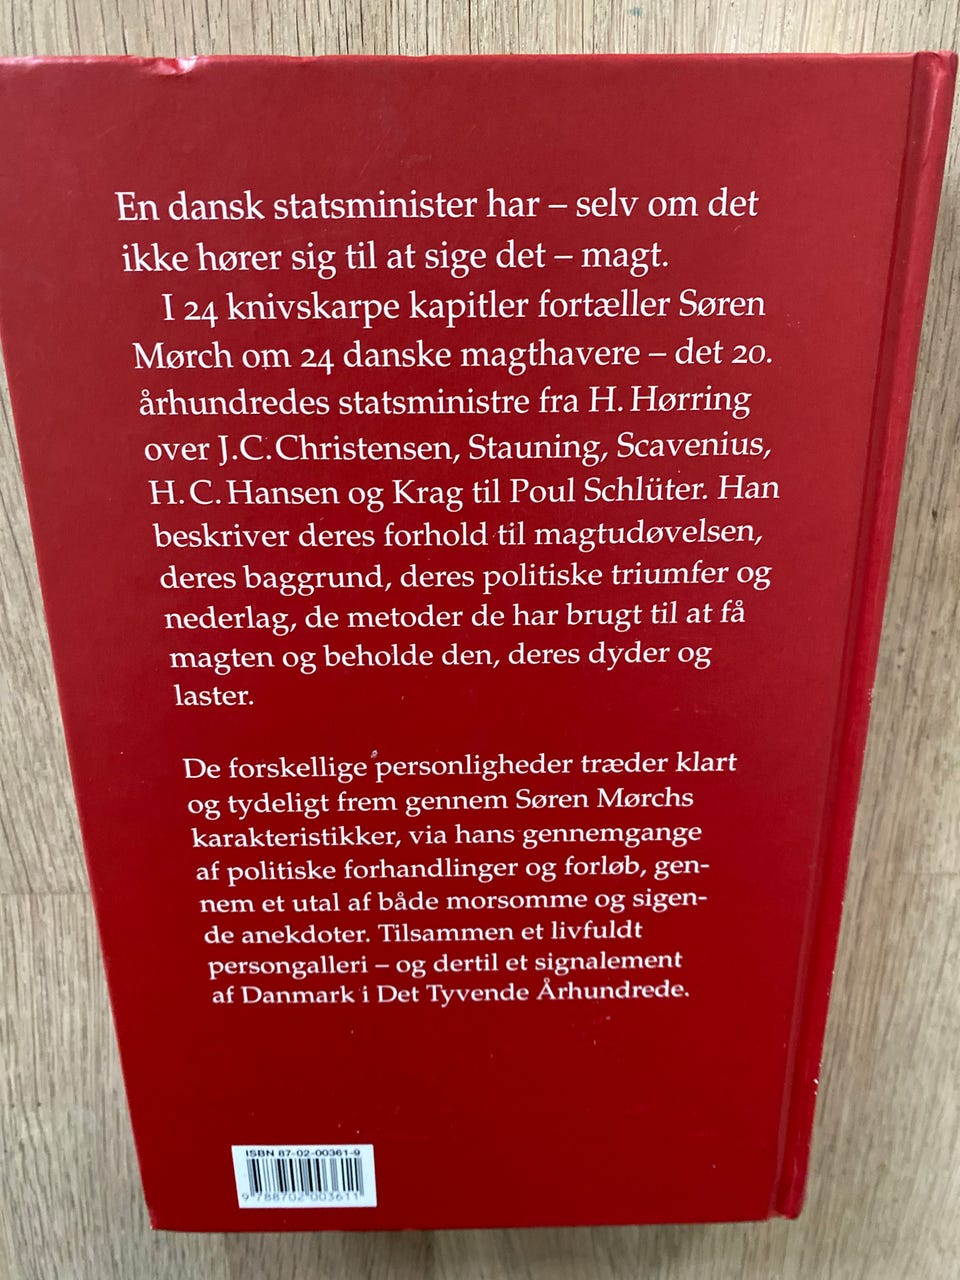 En dansk statsminister har – selv om det
ikke hører sig til at sige det – magt.
I 24 knivskarpe kapitler fortæller Søren
Mørch om 24 danske magthavere – det 20.
århundredes statsministre fra H. Hørring
over J.C. Christensen, Stauning, Scavenius,
H.C. Hansen og Krag til Poul Schlüter. Han
beskriver deres forhold til magtudøvelsen,
deres baggrund, deres politiske triumfer og
nederlag, de metoder de har brugt til at få
magten og beholde den, deres dyder og
laster.
De forskellige personligheder træder klart
og tydeligt frem gennem Søren Mørchs
karakteristikker, via hans gennemgange
af politiske forhandlinger og forløb, gen-
nem et utal af både morsomme og sigen-
de anekdoter. Tilsammen et livfuldt
persongalleri – og dertil et signalement
af Danmark i Det Tyvende Århundrede.
ISBN 87-02-00361-9
9 788702 003611